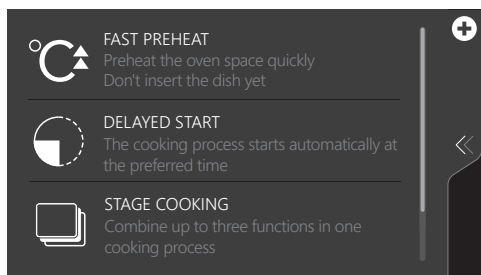 FAST PREHEAT
Preheat the oven space quickly
Don't insert the dish yet
DELAYED START
The cooking process starts automatically at
the preferred time
STAGE COOKING
Combine up to three functions in one
cooking process